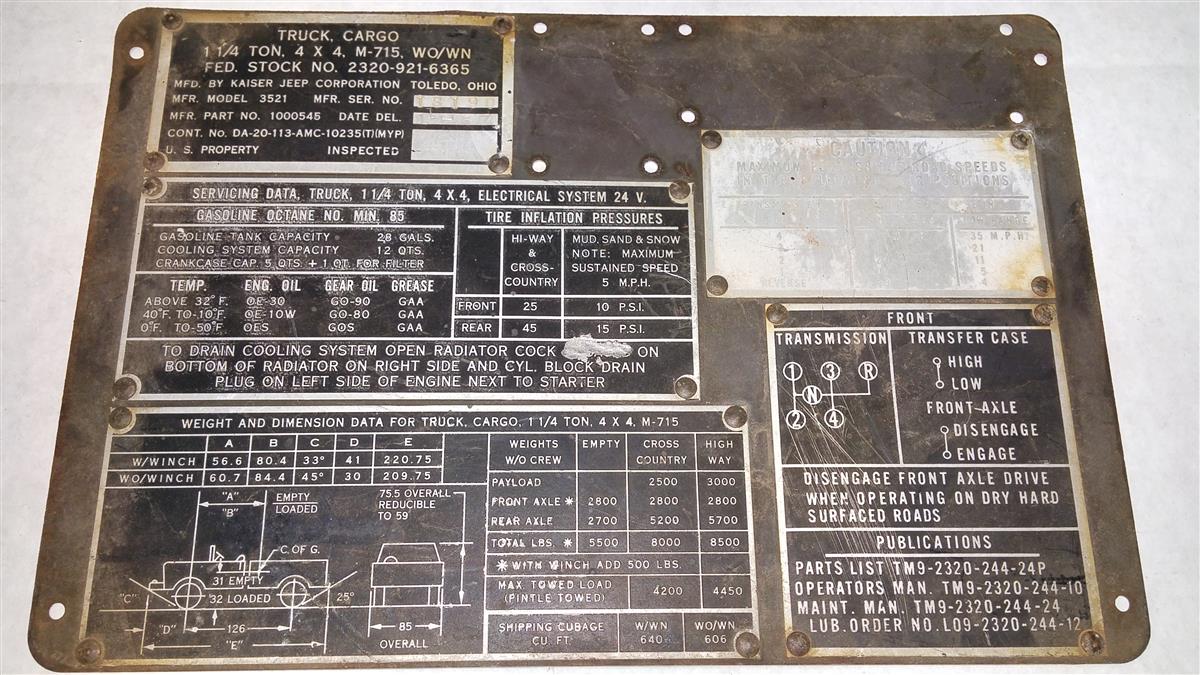 TRUCK, CARGO
1 1/4 TON, 4 X 4, M-715, WO/WN
FED. STOCK NO. 2320-921-6365
MFD. BY KAISER JEEP CORPORATION TOLEDO, OHIO
MFR. MODEL 3521 MFR. SER. NO.
MFR. PART NO. 1000545 DATE DEL.
CONT. No. DA-20-113-AMC-10235(T)(MYP)
U. S. PROPERTY INSPECTED
CAUTION
MAXIMUM SPEEDS
POSITIONS
35 M.P.H.
21
11
5
REVERSE 4
SERVICING DATA, TRUCK, 1 1/4 TON, 4 X 4, ELECTRICAL SYSTEM 24 V.
GASOLINE OCTANE NO. MIN. 85
GASOLINE TANK CAPACITY 28 GALS.
COOLING SYSTEM CAPACITY 12 QTS.
CRANKCASE CAP. 5 QTS + 1 QT. FOR FILTER
TEMP. ENG. OIL GEAR OIL GREASE
ABOVE 32°F. OE-30 GO-90 GAA
40°F. TO-10°F. OE-10W GO-80 GAA
0°F. TO-50°F. OES GOS GAA
TIRE INFLATION PRESSURES
HI-WAY & CROSS-COUNTRY
MUD, SAND & SNOW
NOTE: MAXIMUM
SUSTAINED SPEED
5 M.P.H.
FRONT 25 10 P.S.I.
REAR 45 15 P.S.I.
TO DRAIN COOLING SYSTEM OPEN RADIATOR COCK ON
BOTTOM OF RADIATOR ON RIGHT SIDE AND CYL. BLOCK DRAIN
PLUG ON LEFT SIDE OF ENGINE NEXT TO STARTER
FRONT
TRANSMISSION
1 3 R
N
2 4
TRANSFER CASE
HIGH
LOW
FRONT AXLE
DISENGAGE
ENGAGE
DISENGAGE FRONT AXLE DRIVE
WHEN OPERATING ON DRY HARD
SURFACED ROADS
PUBLICATIONS
PARTS LIST TM9-2320-244-24P
OPERATORS MAN. TM9-2320-244-10
MAINT. MAN. TM9-2320-244-24
LUB. ORDER NO. LO9-2320-244-12
WEIGHT AND DIMENSION DATA FOR TRUCK, CARGO, 1 1/4 TON, 4 X 4, M-715
A B C D E
W/WINCH 56.6 80.4 33° 41 220.75
WO/WINCH 60.7 84.4 45° 30 209.75
"A" EMPTY
"B" LOADED
75.5 OVERALL
REDUCIBLE
TO 59
C. OF G.
31 EMPTY
32 LOADED
"C"
25°
"D"
126
"E"
85
OVERALL
WEIGHTS W/O CREW EMPTY CROSS COUNTRY HIGH WAY
PAYLOAD 2500 3000
FRONT AXLE * 2800 2800 2800
REAR AXLE 2700 5200 5700
TOTAL LBS. * 5500 8000 8500
* WITH WINCH ADD 500 LBS.
MAX. TOWED LOAD
(PINTLE TOWED) 4200 4450
SHIPPING CUBAGE CU. FT. W/WN 640 WO/WN 606